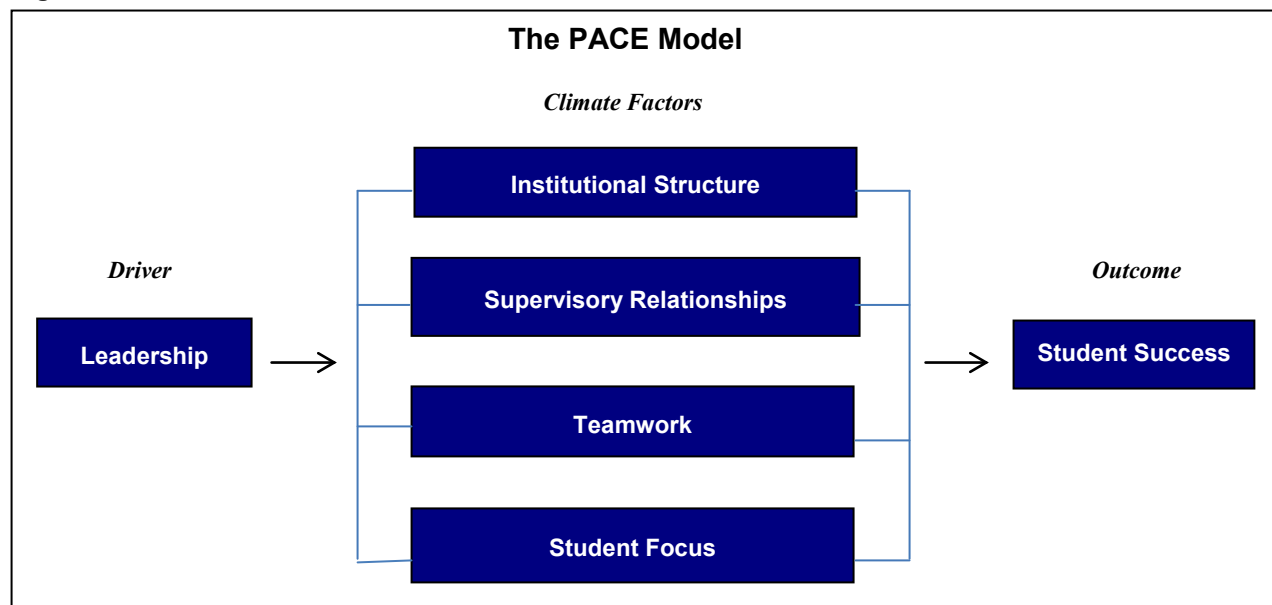 The PACE Model
Climate Factors
Institutional Structure
Driver
Supervisory Relationships
Outcome
Leadership
Student Success
Teamwork
Student Focus